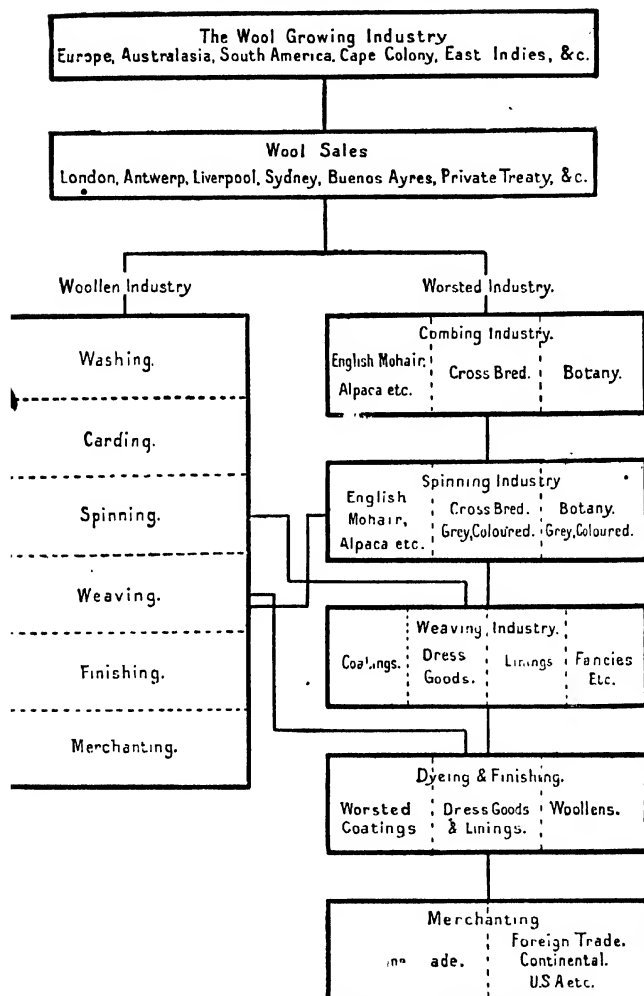 The Wool Growing Industry
Europe, Australasia, South America, Cape Colony, East Indies, &c.
Wool Sales
London, Antwerp, Liverpool, Sydney, Buenos Ayres, Private Treaty, &c.
Woollen Industry
Washing.
Carding.
Spinning.
Weaving.
Finishing.
Merchanting.
Worsted Industry.
Combing Industry.
English Mohair,
Alpaca etc.
Cross Bred.
Botany.
Spinning Industry
English
Mohair,
Alpaca etc.
Cross Bred.
Grey, Coloured.
Botany.
Grey, Coloured.
Weaving Industry.
Coatings.
Dress
Goods.
Linings
Fancies
Etc.
Dyeing & Finishing.
Worsted
Coatings
Dress Goods
& Linings.
Woollens.
Merchanting
Foreign Trade.
Continental.
U.S A etc.